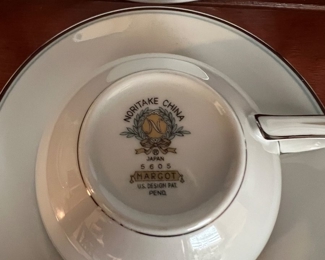 NORITAKE CHINA
N
®
JAPAN
5605
MARGOT
U.S. DESIGN PAT.
PEND.